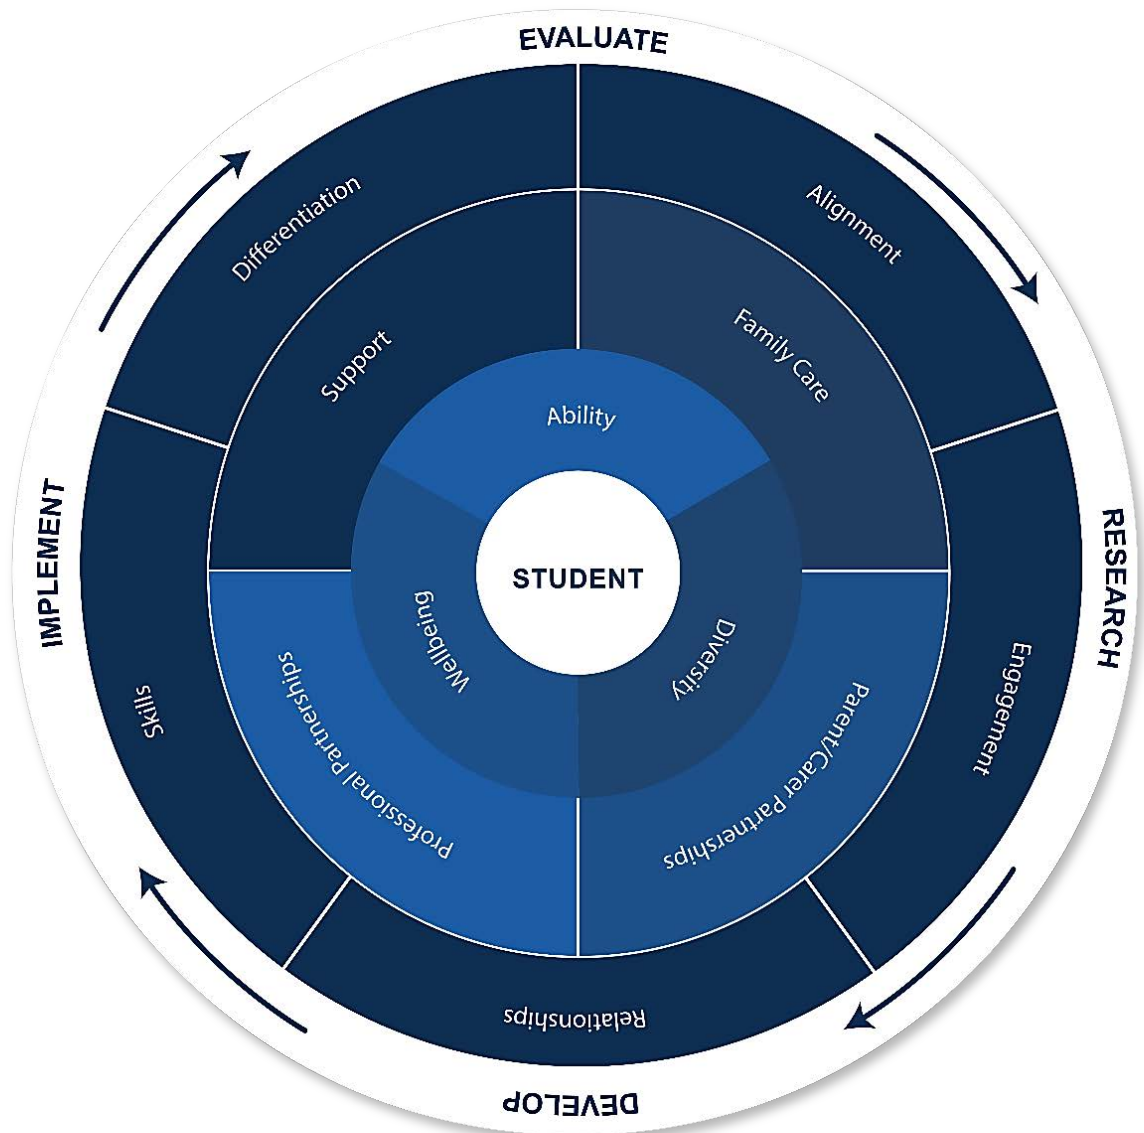 EVALUATE
RESEARCH
DEVELOP
IMPLEMENT
Alignment
Engagement
Relationships
Skills
Differentiation
Family Care
Parent/Carer Partnerships
Professional Partnerships
Support
Ability
Diversity
Wellbeing
STUDENT